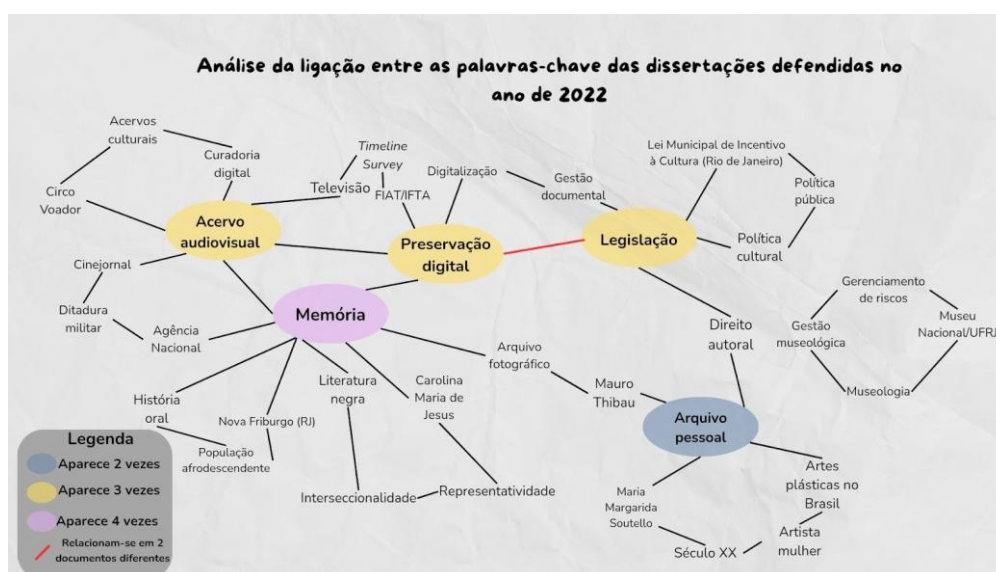 Análise da ligação entre as palavras-chave das dissertações defendidas no
ano de 2022
Acervos
culturais
Curadoria
digital
Timeline
Survey
Televisão
FIAT/IFTA
Digitalização
Gestão
documental
Lei Municipal de Incentivo
à Cultura (Rio de Janeiro)
Política
pública
Circo
Voador
Acervo
audiovisual
Preservação
digital
Legislação
Política
cultural
Cinejornal
Ditadura
militar
Agência
Nacional
Memória
Arquivo
fotográfico
Direito
autoral
Gerenciamento
de riscos
Gestão
museológica
Museu
Nacional/UFRJ
Museologia
História
oral
Nova Friburgo (RJ)
População
afrodescendente
Literatura
negra
Carolina
Maria de
Jesus
Interseccionalidade
Representatividade
Mauro
Thibau
Arquivo
pessoal
Maria
Margarida
Soutello
Século XX
Artista
mulher
Artes
plásticas no
Brasil
Legenda
Aparece 2 vezes
Aparece 3 vezes
Aparece 4 vezes
Relacionam-se em 2
documentos diferentes